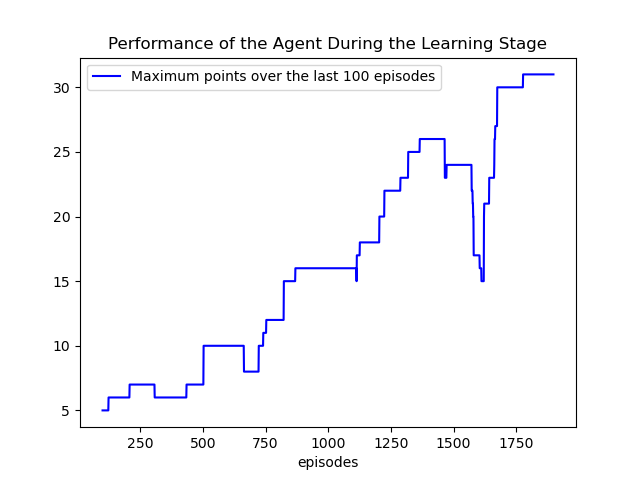 Performance of the Agent During the Learning Stage
Maximum points over the last 100 episodes
30
25
20
15
10
5
250 500 750 1000 1250 1500 1750
episodes